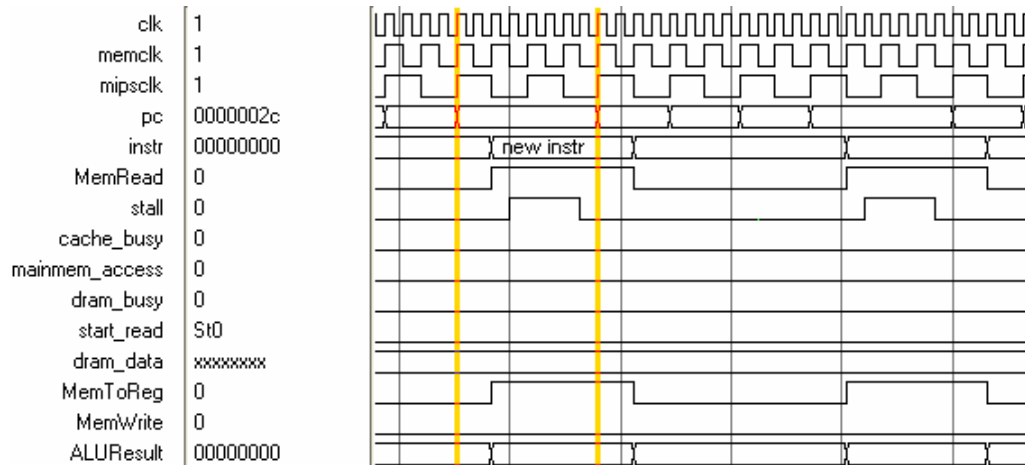 clk 1
memclk 1
mipsclk 1
pc 0000002c
instr 00000000 new instr
MemRead 0
stall 0
cache_busy 0
mainmem_access 0
dram_busy 0
start_read St0
dram_data xxxxxxxx
MemToReg 0
MemWrite 0
ALUResult 00000000